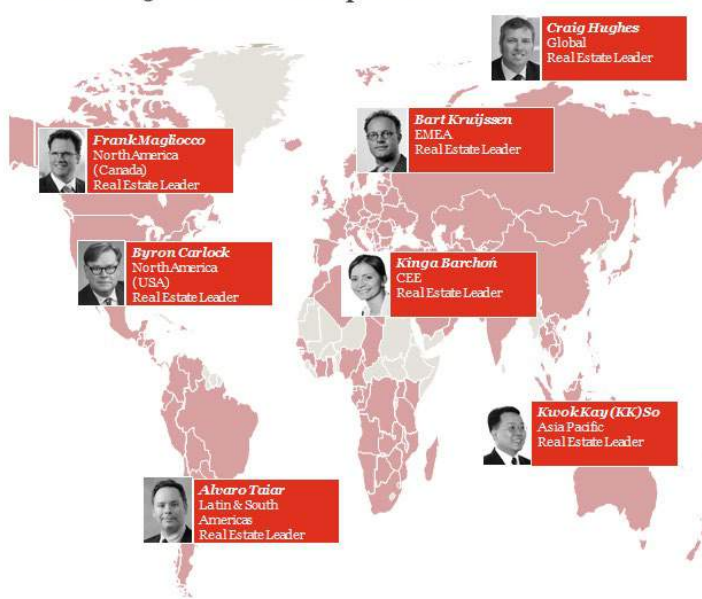 Craig Hughes
Global
Real Estate Leader
Bart Kruijssen
EMEA
Real Estate Leader
Frank Magliocco
North America
(Canada)
Real Estate Leader
Byron Carlock
North America
(USA)
Real Estate Leader
Kinga Barchoń
CEE
Real Estate Leader
Kwok Kay (KK) So
Asia Pacific
Real Estate Leader
Alvaro Taiar
Latin & South
Americas
Real Estate Leader